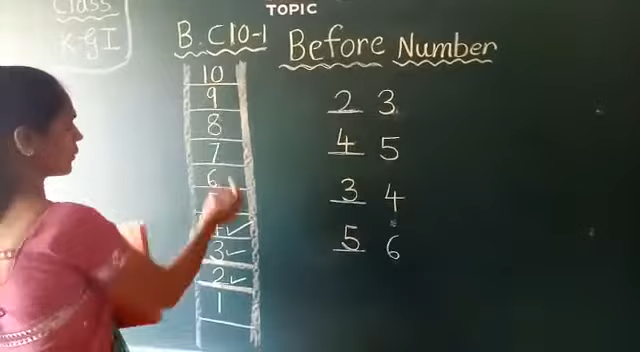 TOPIC
Class
K-G I
B.C 10-1
Before Number
10
9
8
7
6
4 ✓
3 ✓
2 ✓
1
2 3
4 5
3 4
5 6